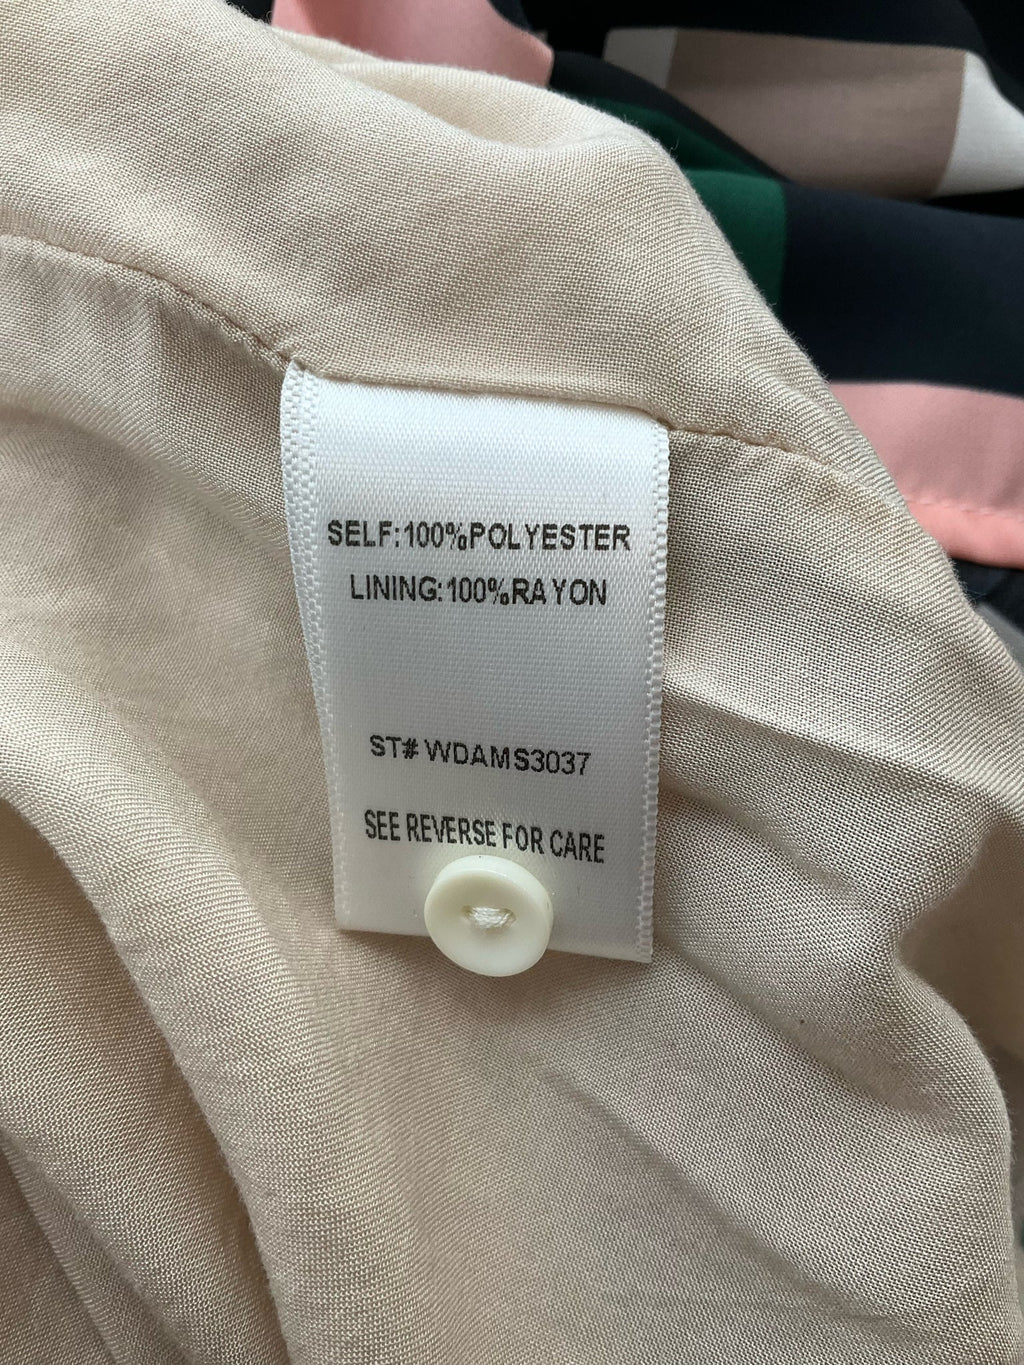 SELF:100%POLYESTER
LINING:100%RAYON
ST# WDAMS3037
SEE REVERSE FOR CARE